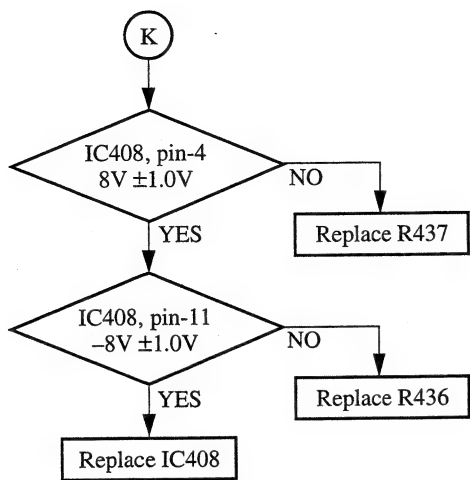 K
IC408, pin-4
8V ±1.0V
NO
Replace R437
YES
IC408, pin-11
–8V ±1.0V
NO
Replace R436
YES
Replace IC408